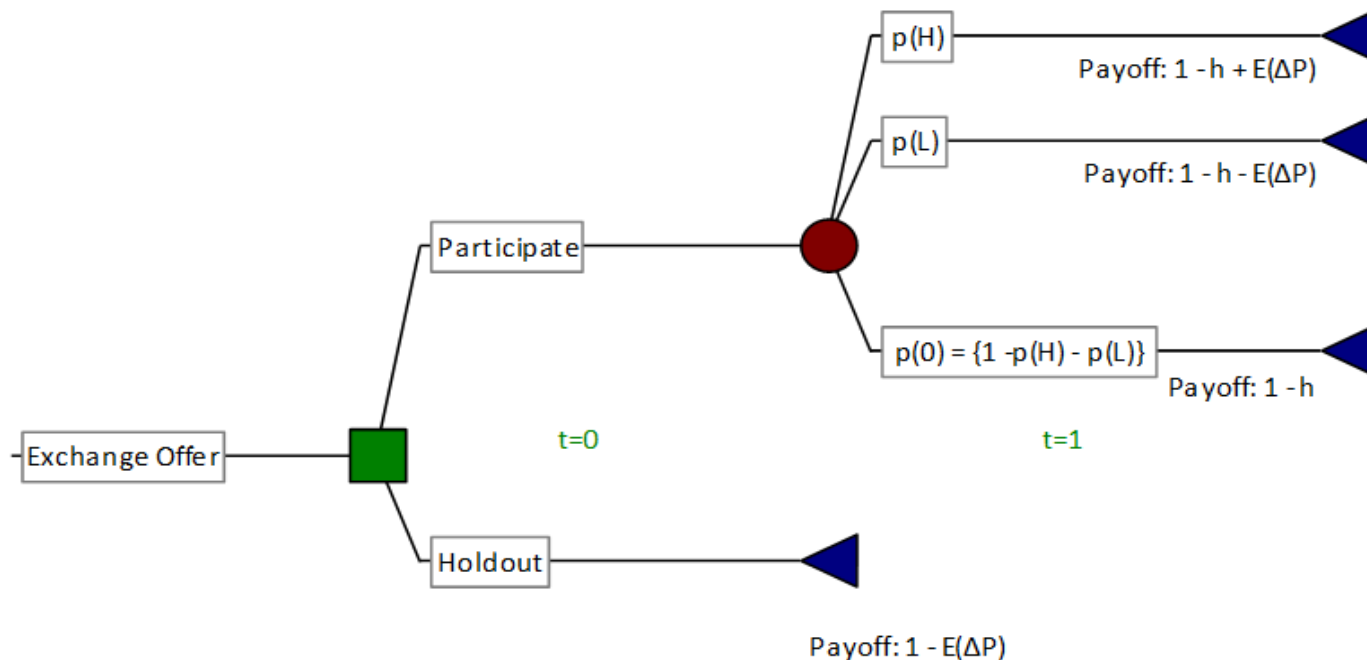 p(H)
Payoff: 1 - h + E(ΔP)
p(L)
Payoff: 1 - h - E(ΔP)
Participate
p(0) = {1 -p(H) - p(L)}
Payoff: 1 - h
t=0
t=1
Exchange Offer
Holdout
Payoff: 1 - E(ΔP)